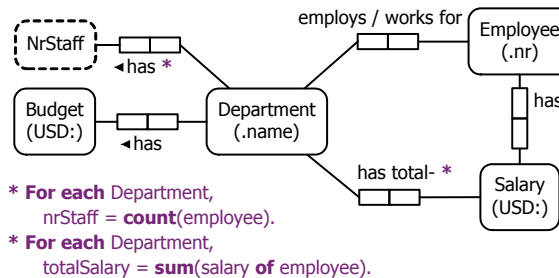 employs / works for
NrStaff
Employee
(.nr)
◄has *
Budget
(USD:)
Department
(.name)
has
◄has
has total- *
Salary
(USD:)
* For each Department,
nrStaff = count(employee).
* For each Department,
totalSalary = sum(salary of employee).